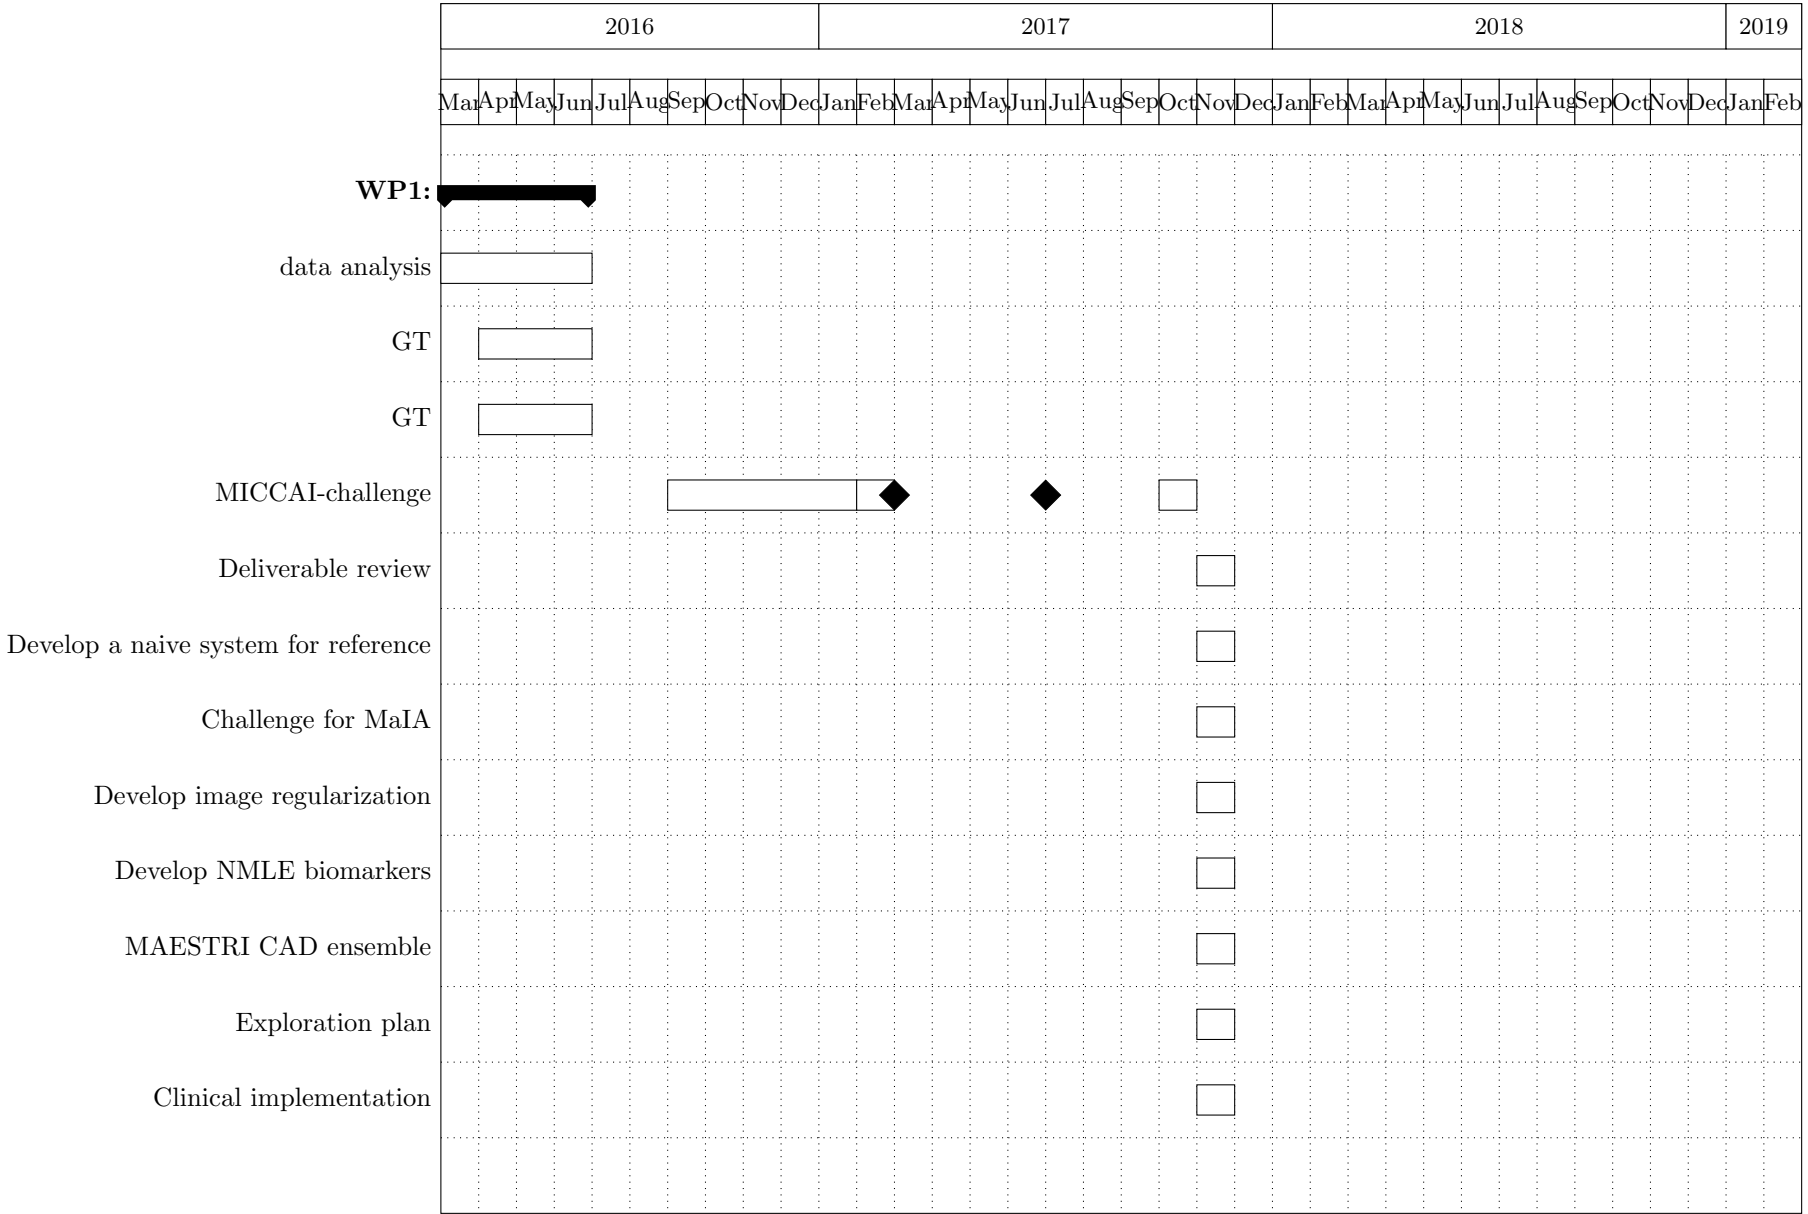 2016 2017 2018 2019
Mar Apr May Jun Jul Aug Sep Oct Nov Dec Jan Feb Mar Apr May Jun Jul Aug Sep Oct Nov Dec Jan Feb Mar Apr May Jun Jul Aug Sep Oct Nov Dec Jan Feb
WP1:
data analysis
GT
GT
MICCAI-challenge
Deliverable review
Develop a naive system for reference
Challenge for MaIA
Develop image regularization
Develop NMLE biomarkers
MAESTRI CAD ensemble
Exploration plan
Clinical implementation